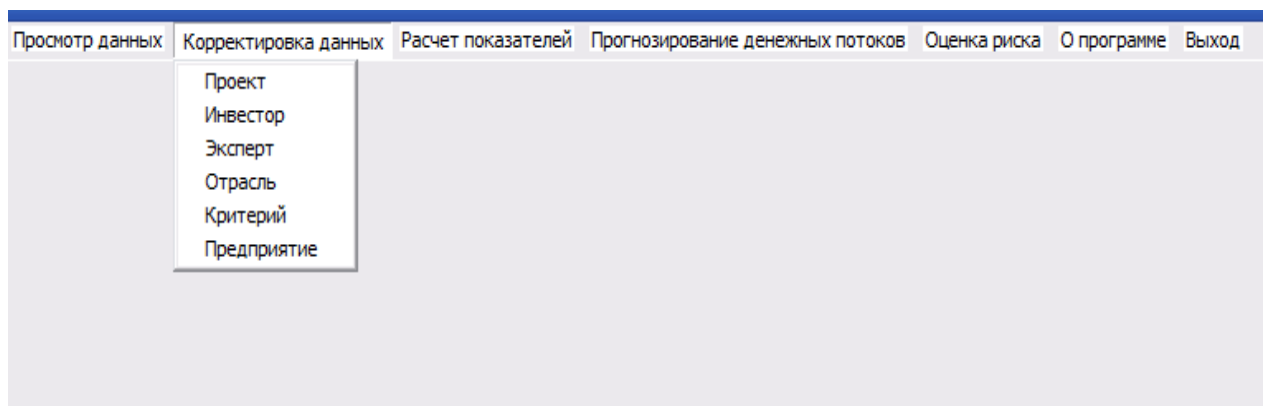 Просмотр данных Корректировка данных Расчет показателей Прогнозирование денежных потоков Оценка риска О программе Выход
Проект
Инвестор
Эксперт
Отрасль
Критерий
Предприятие